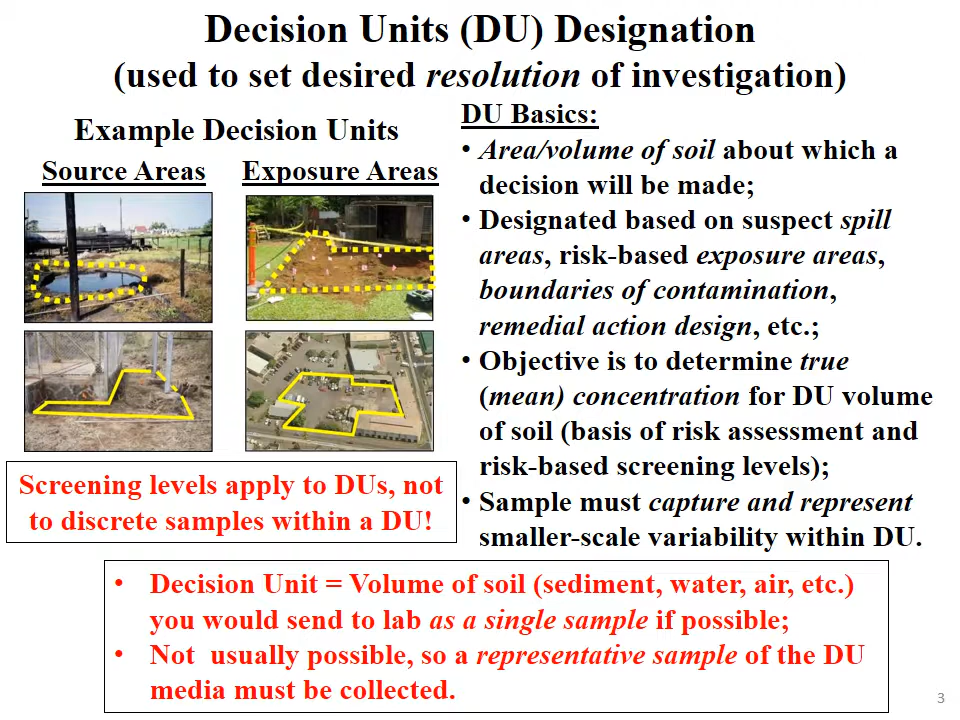 Decision Units (DU) Designation
(used to set desired resolution of investigation)
Example Decision Units
Source Areas
Exposure Areas
Screening levels apply to DUs, not
to discrete samples within a DU!
DU Basics:
• Area/volume of soil about which a
decision will be made;
• Designated based on suspect spill
areas, risk-based exposure areas,
boundaries of contamination,
remedial action design, etc.;
• Objective is to determine true
(mean) concentration for DU volume
of soil (basis of risk assessment and
risk-based screening levels);
• Sample must capture and represent
smaller-scale variability within DU.
• Decision Unit = Volume of soil (sediment, water, air, etc.)
you would send to lab as a single sample if possible;
• Not usually possible, so a representative sample of the DU
media must be collected.
3